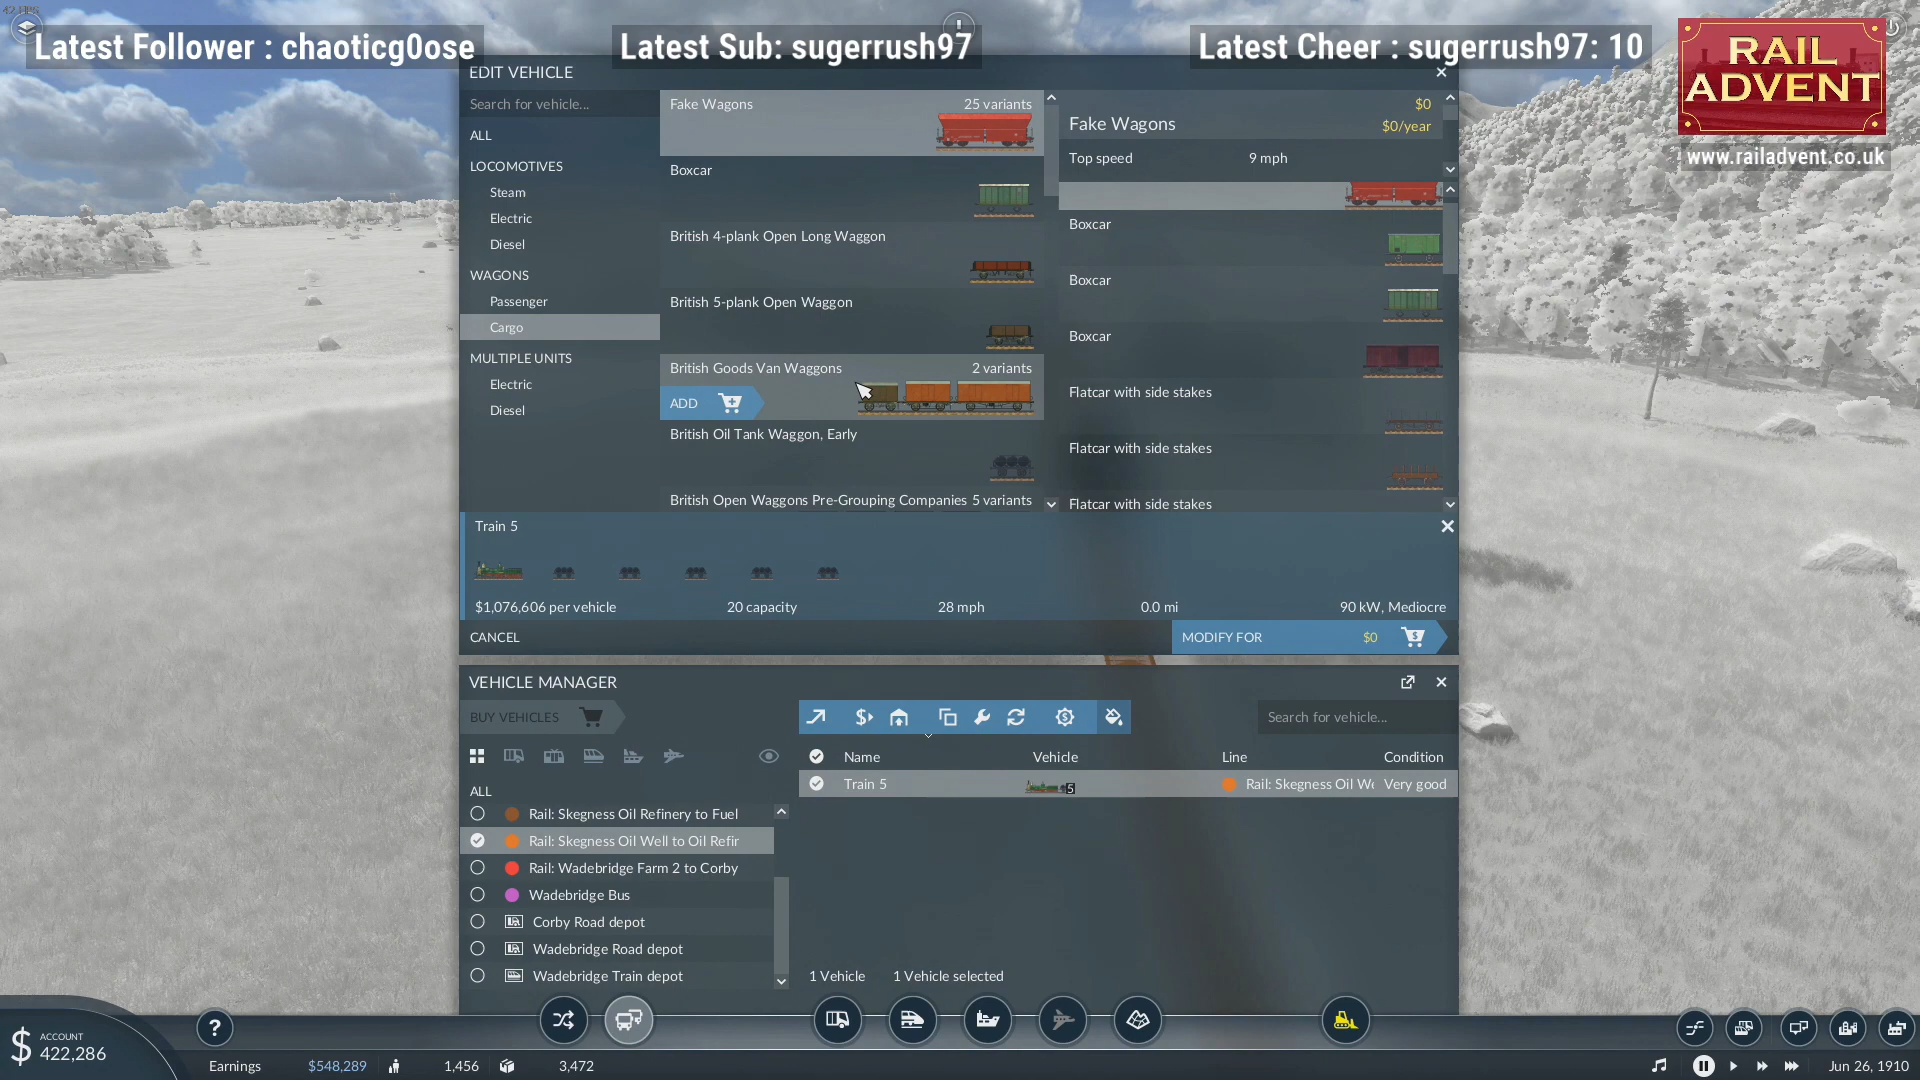 42 FPS
Latest Follower : chaoticg0ose
Latest Sub: sugerrush97
Latest Cheer : sugerrush97: 10
RAIL
ADVENT
www.railadvent.co.uk
EDIT VEHICLE
Search for vehicle...
ALL
LOCOMOTIVES
Steam
Electric
Diesel
WAGONS
Passenger
Cargo
MULTIPLE UNITS
Electric
Diesel
Fake Wagons 25 variants
Boxcar
British 4-plank Open Long Waggon
British 5-plank Open Waggon
British Goods Van Waggons 2 variants
ADD
British Oil Tank Waggon, Early
British Open Waggons Pre-Grouping Companies 5 variants
$0
Fake Wagons $0/year
Top speed 9 mph
Boxcar
Boxcar
Boxcar
Flatcar with side stakes
Flatcar with side stakes
Flatcar with side stakes
Train 5
$1,076,606 per vehicle 20 capacity 28 mph 0.0 mi 90 kW, Mediocre
CANCEL
MODIFY FOR $0
VEHICLE MANAGER
BUY VEHICLES
Search for vehicle...
ALL
Rail: Skegness Oil Refinery to Fuel
Rail: Skegness Oil Well to Oil Refir
Rail: Wadebridge Farm 2 to Corby
Wadebridge Bus
Corby Road depot
Wadebridge Road depot
Wadebridge Train depot
Name Vehicle Line Condition
Train 5 5 Rail: Skegness Oil We Very good
1 Vehicle 1 Vehicle selected
?
$ ACCOUNT
422,286
Earnings $548,289 1,456 3,472
Jun 26, 1910